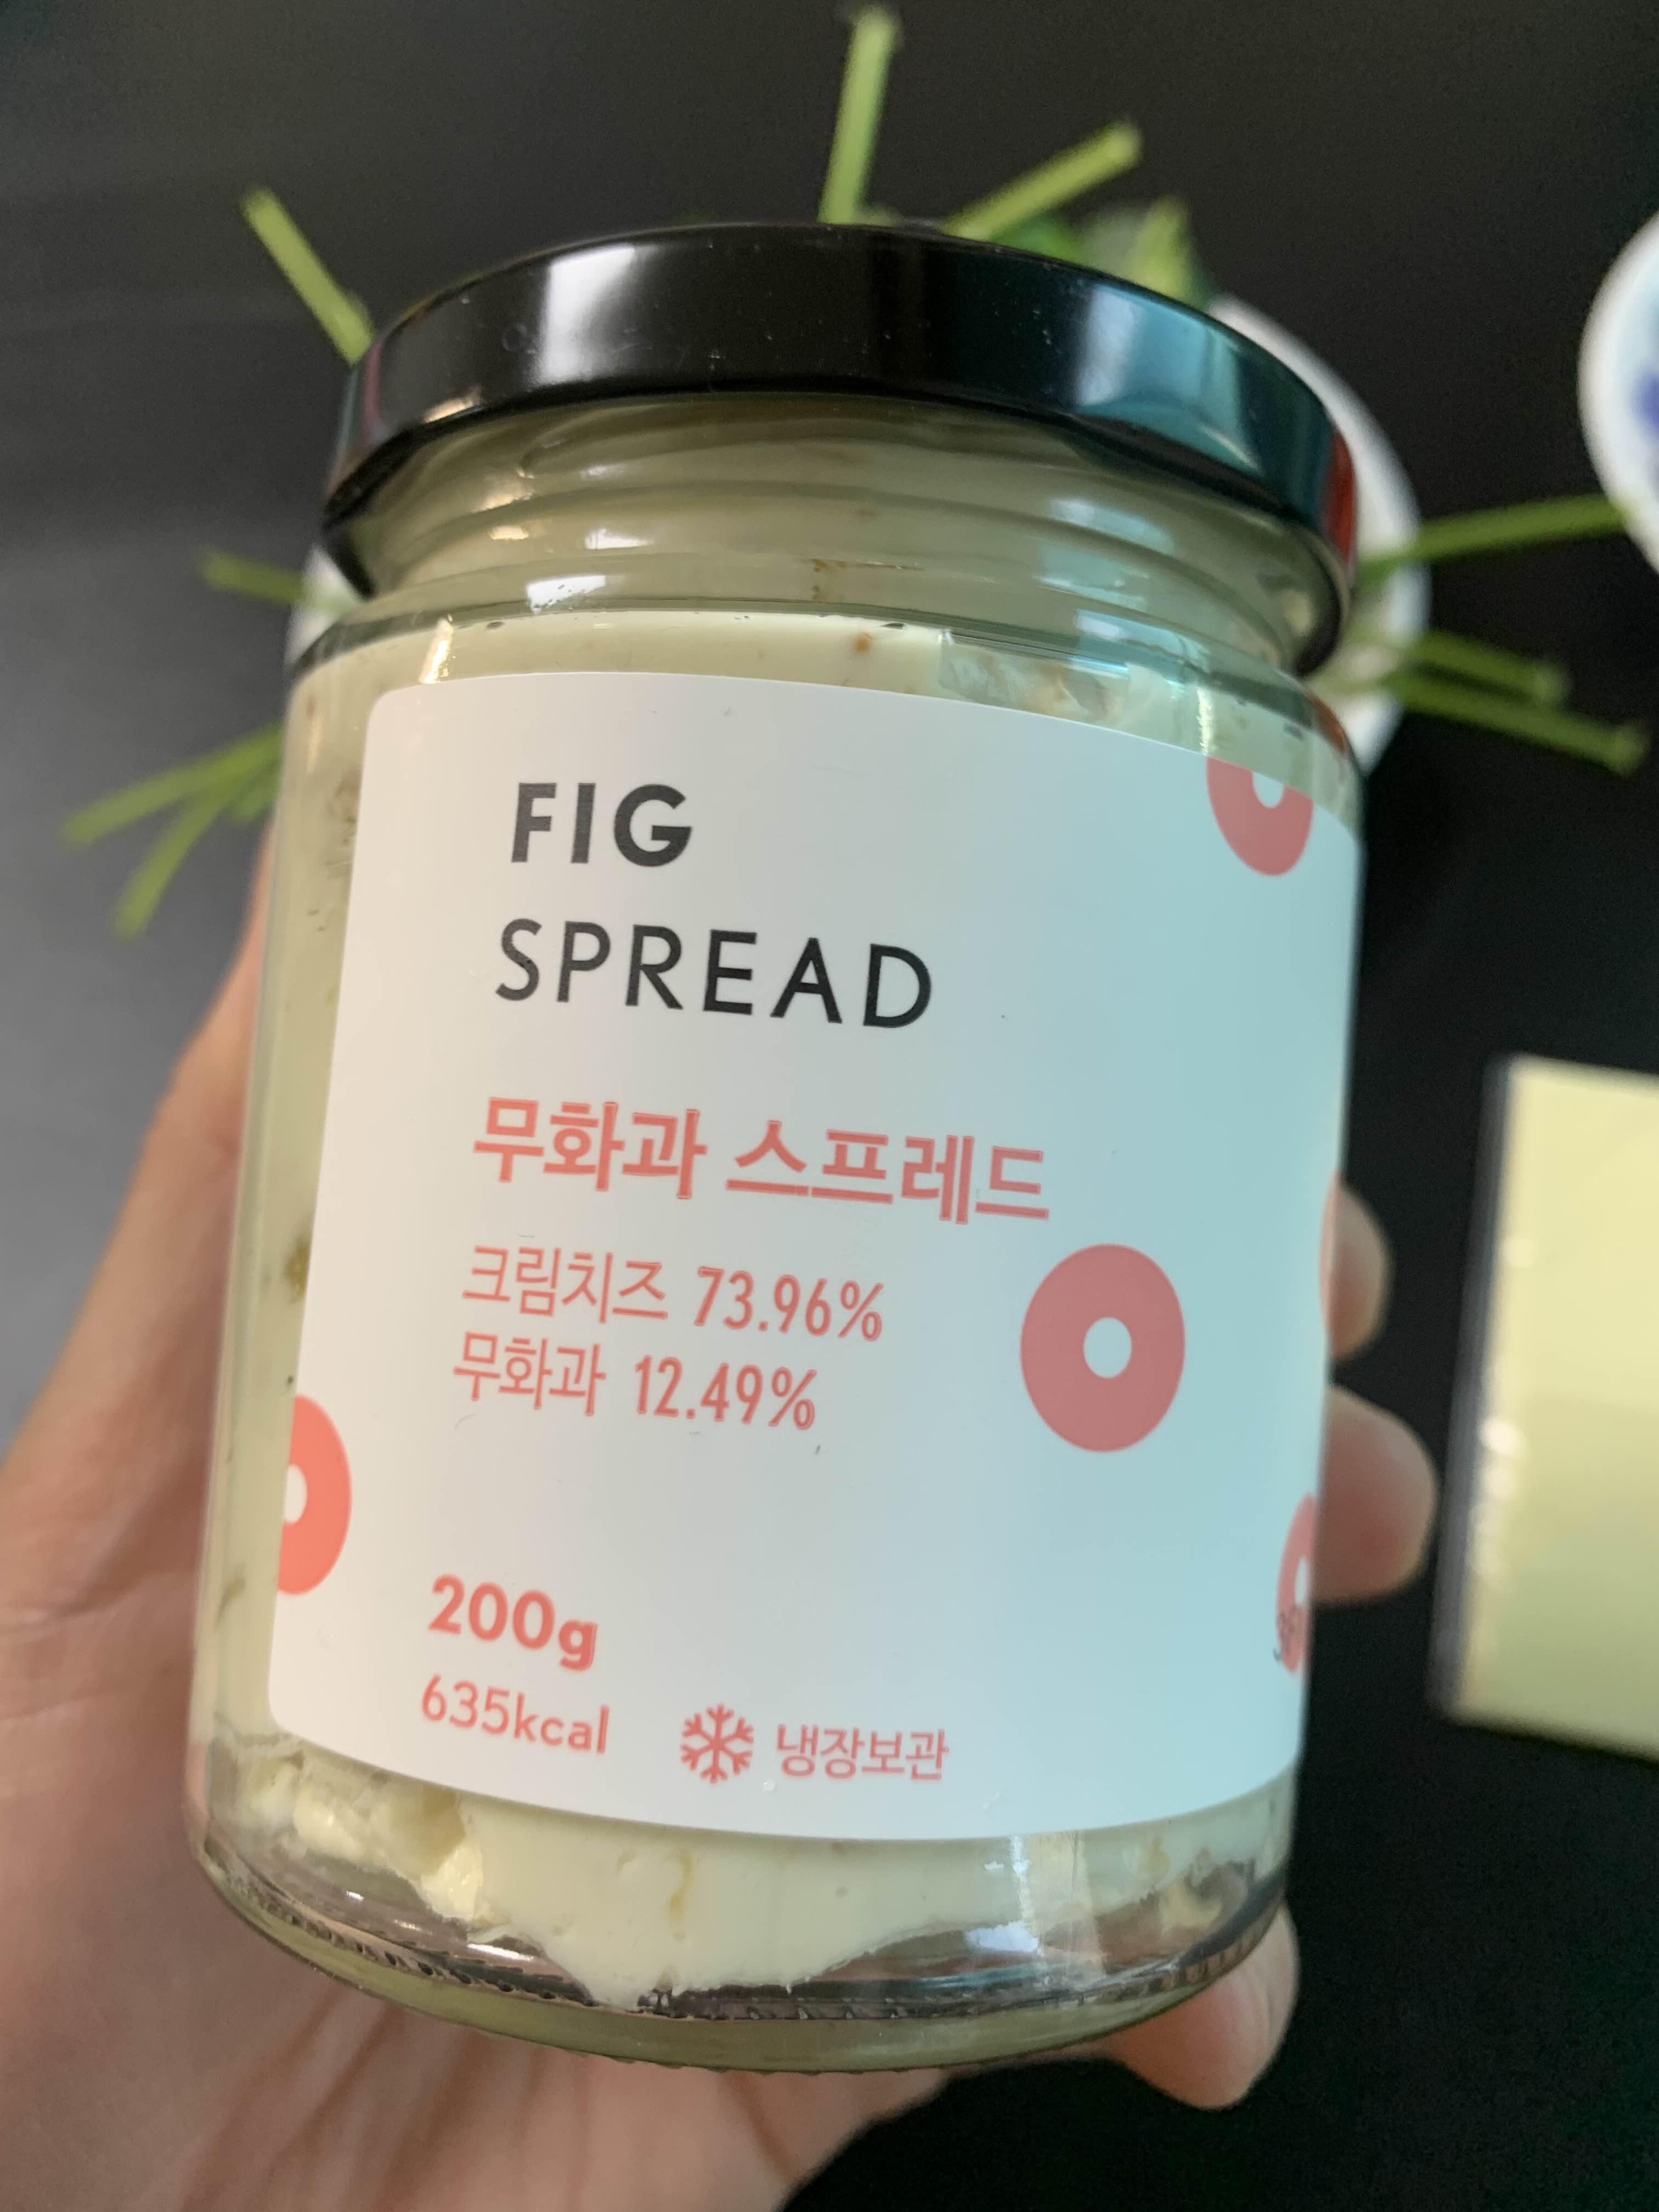 FIG
SPREAD
무화과 스프레드
크림치즈 73.96%
무화과 12.49%
200g
635kcal
냉장보관